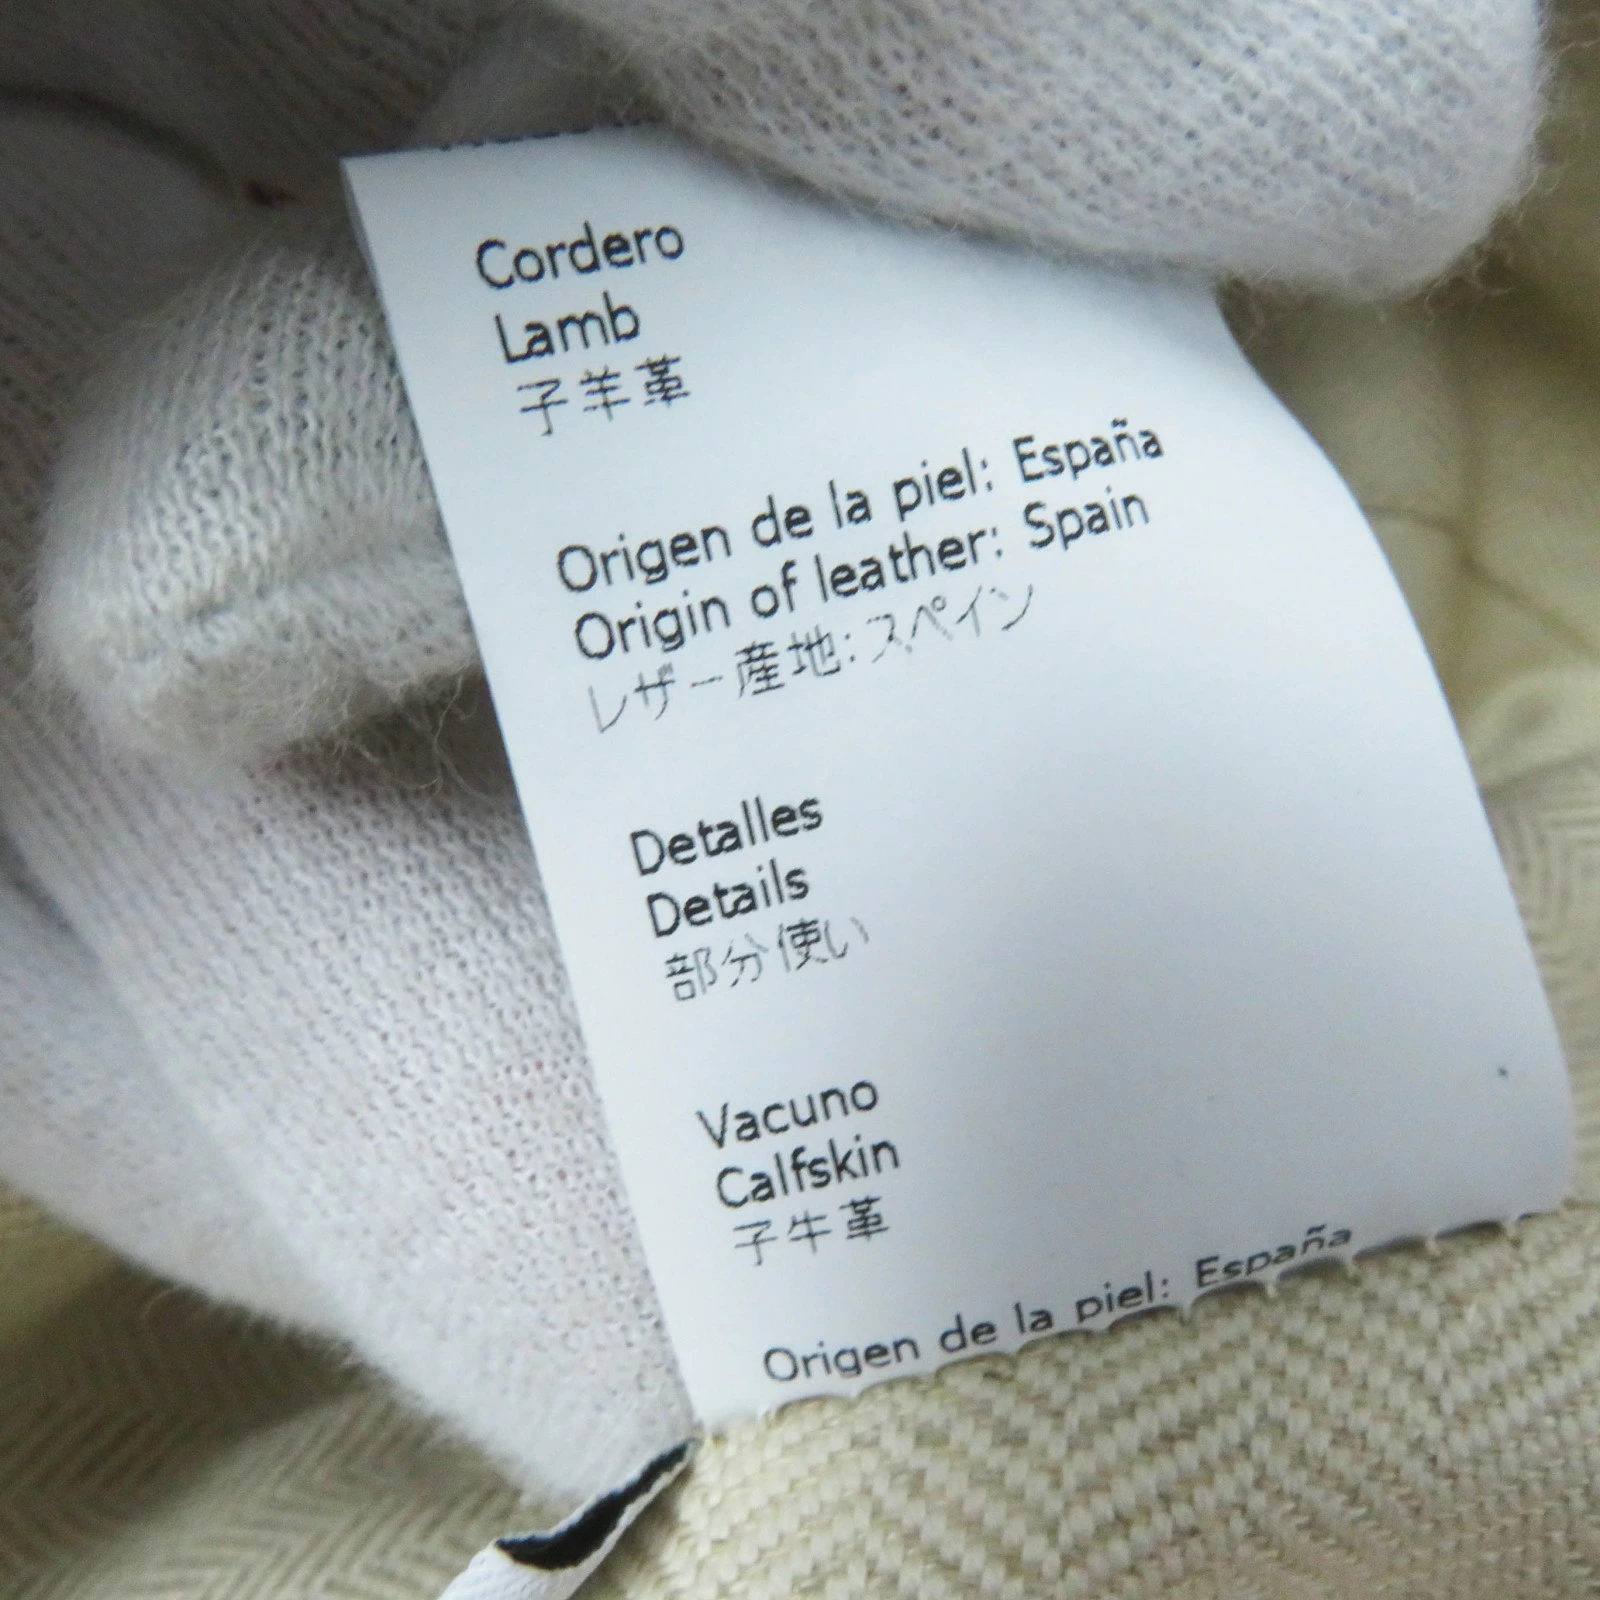 Cordero
Lamb
子羊革
Origen de la piel: España
Origin of leather: Spain
レザー産地:スペイン
Detalles
Details
部分使い
Vacuno
Calfskin
子牛革
Origen de la piel: España